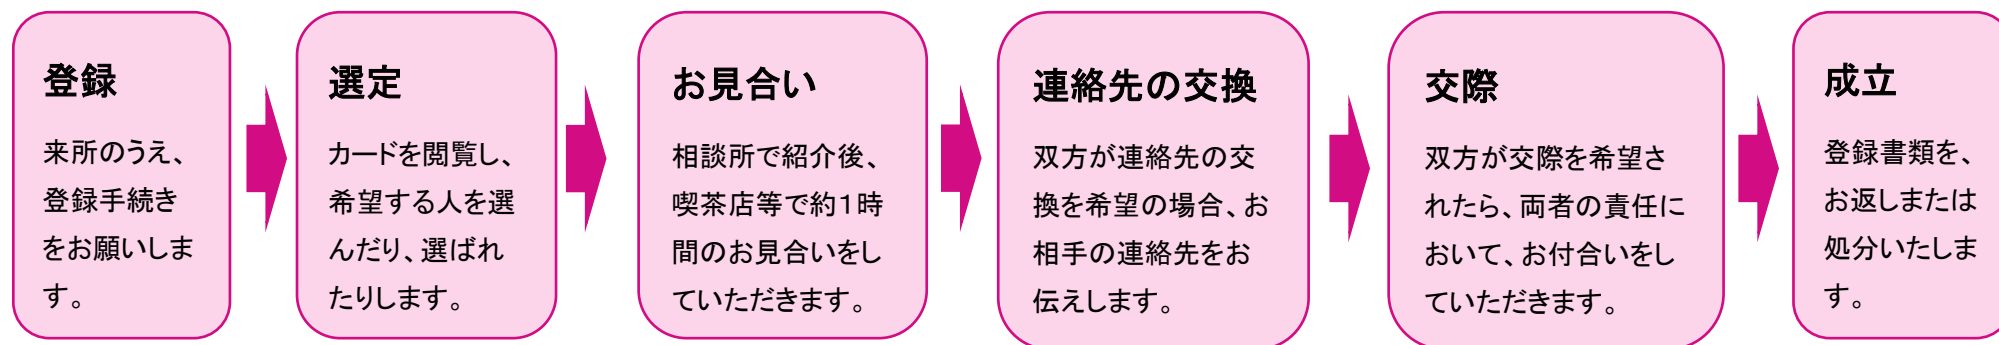 登録
来所のうえ、
登録手続き
をお願いしま
す。
選定
カードを閲覧し、
希望する人を選
んだり、選ばれ
たりします。
お見合い
相談所で紹介後、
喫茶店等で約1時
間のお見合いをし
ていただきます。
連絡先の交換
双方が連絡先の交
換を希望の場合、お
相手の連絡先をお
伝えします。
交際
双方が交際を希望さ
れたら、両者の責任に
おいて、お付合いをし
ていただきます。
成立
登録書類を、
お返しまたは
処分いたしま
す。